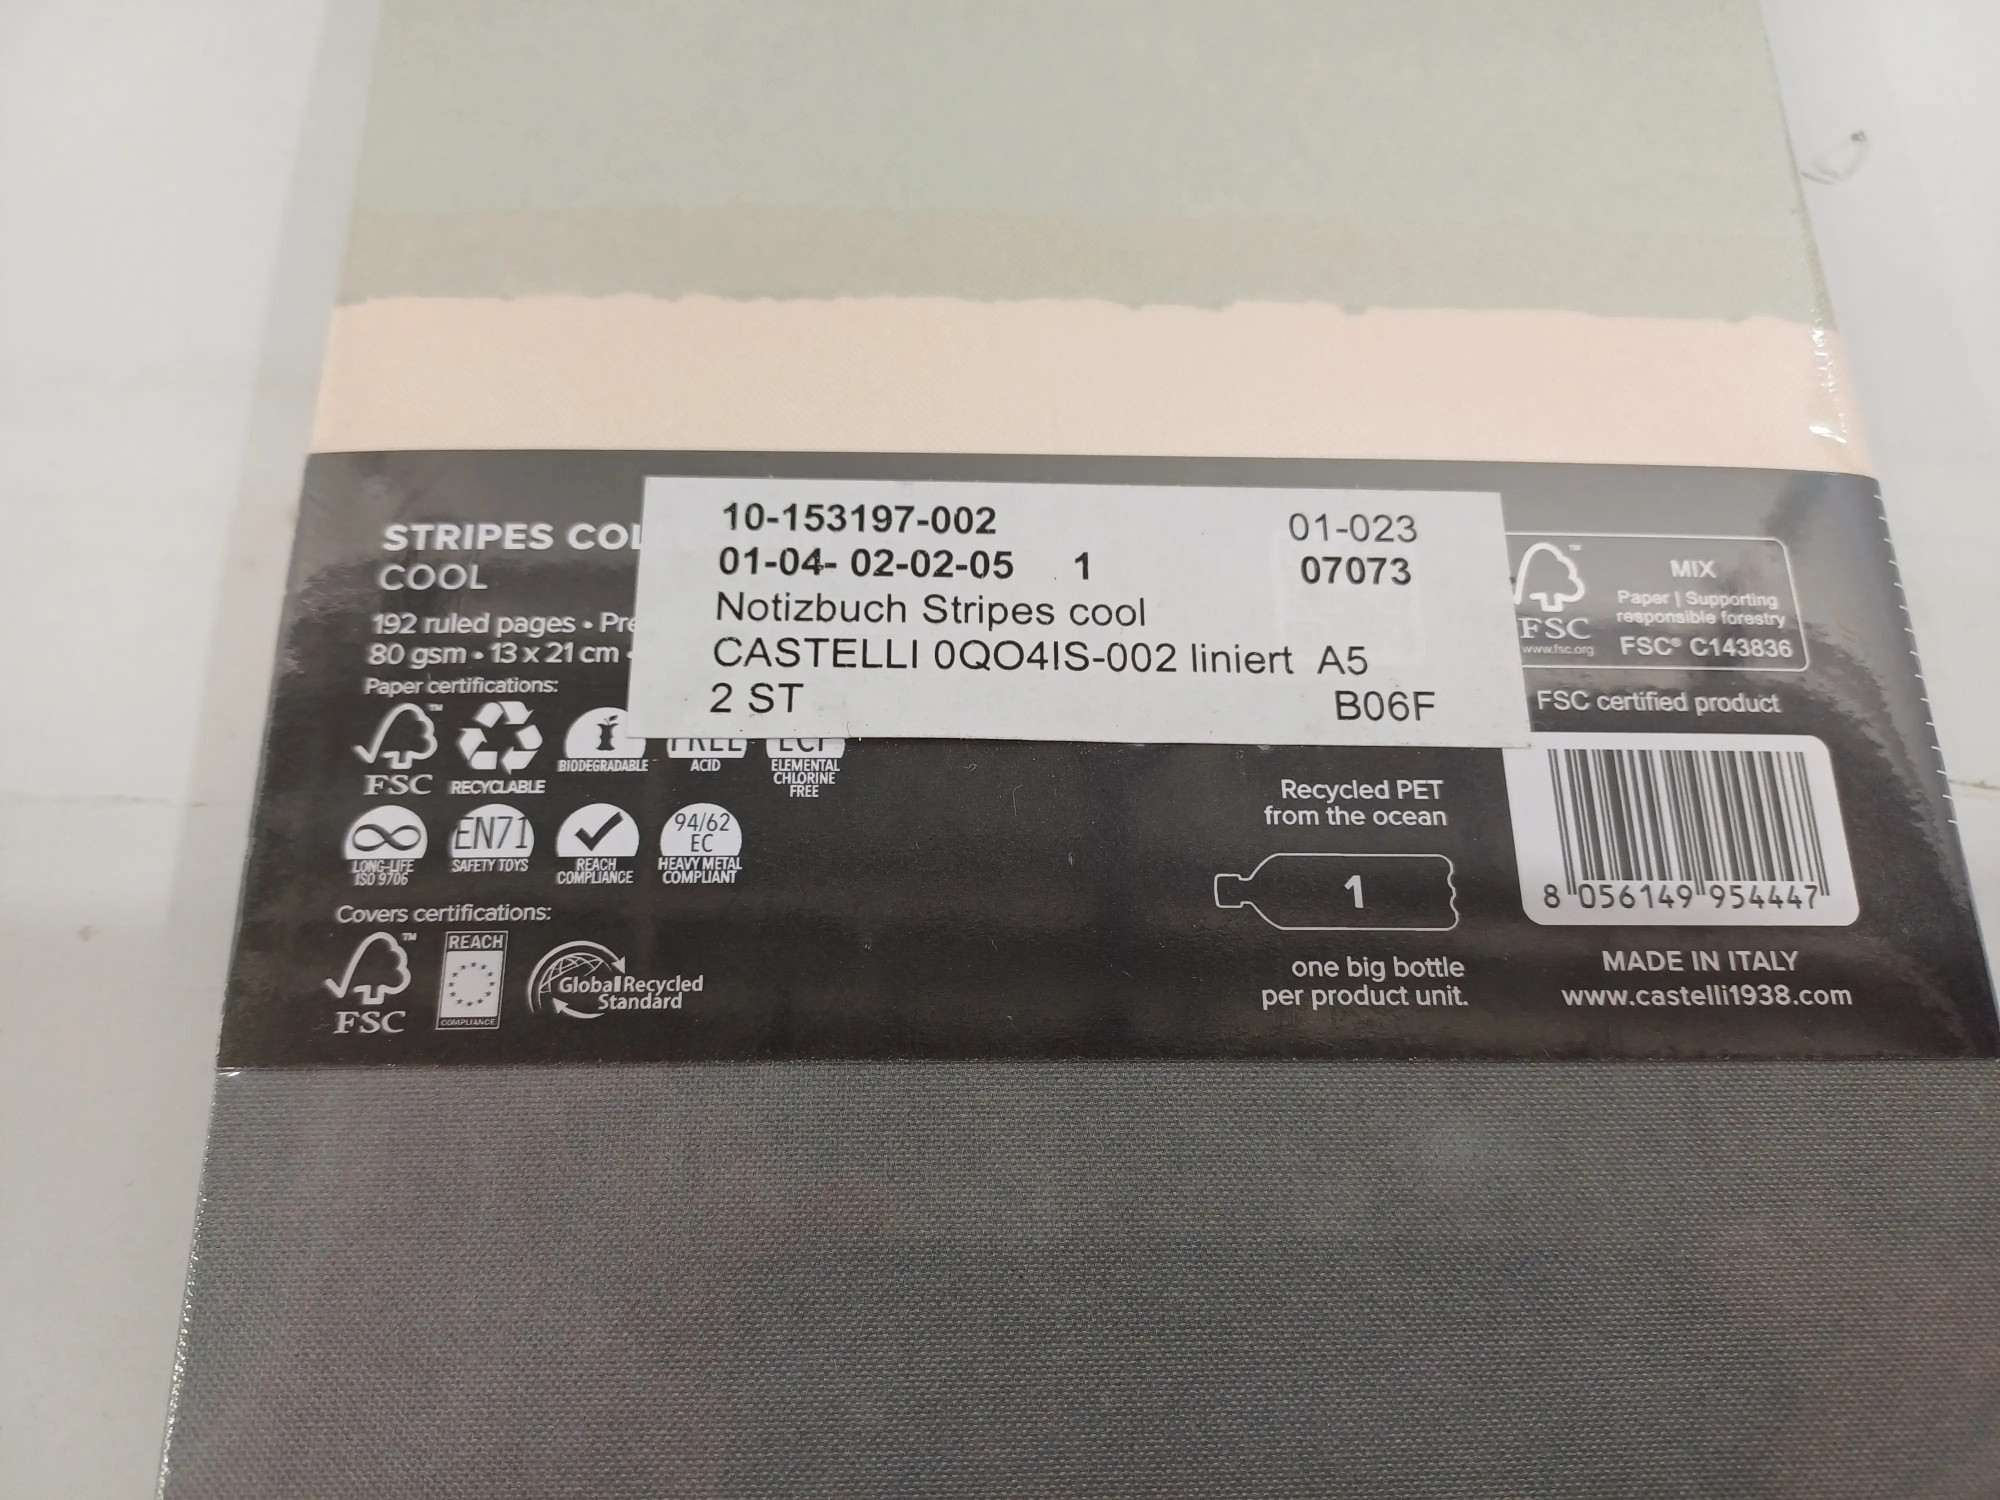 10-153197-002 01-023
01-04- 02-02-05 1 07073
Notizbuch Stripes cool
CASTELLI 0QO4IS-002 liniert A5
2 ST B06F
STRIPES
COOL
192 ruled pages •
80 gsm • 13 x 21 cm
Paper certifications:
FSC
RECYCLABLE
BIODEGRADABLE
FREE
ACID
ECF
ELEMENTAL
CHLORINE
FREE
LONG-LIFE
ISO 9706
EN71
SAFETY TOYS
REACH
COMPLIANCE
94/62
EC
HEAVY METAL
COMPLIANT
Covers certifications:
FSC
REACH
COMPLIANCE
Global Recycled
Standard
Recycled PET
from the ocean
1
one big bottle
per product unit.
FSC
www.fsc.org
MIX
Paper | Supporting
responsible forestry
FSC® C143836
FSC certified product
8 056149 954447
MADE IN ITALY
www.castelli1938.com